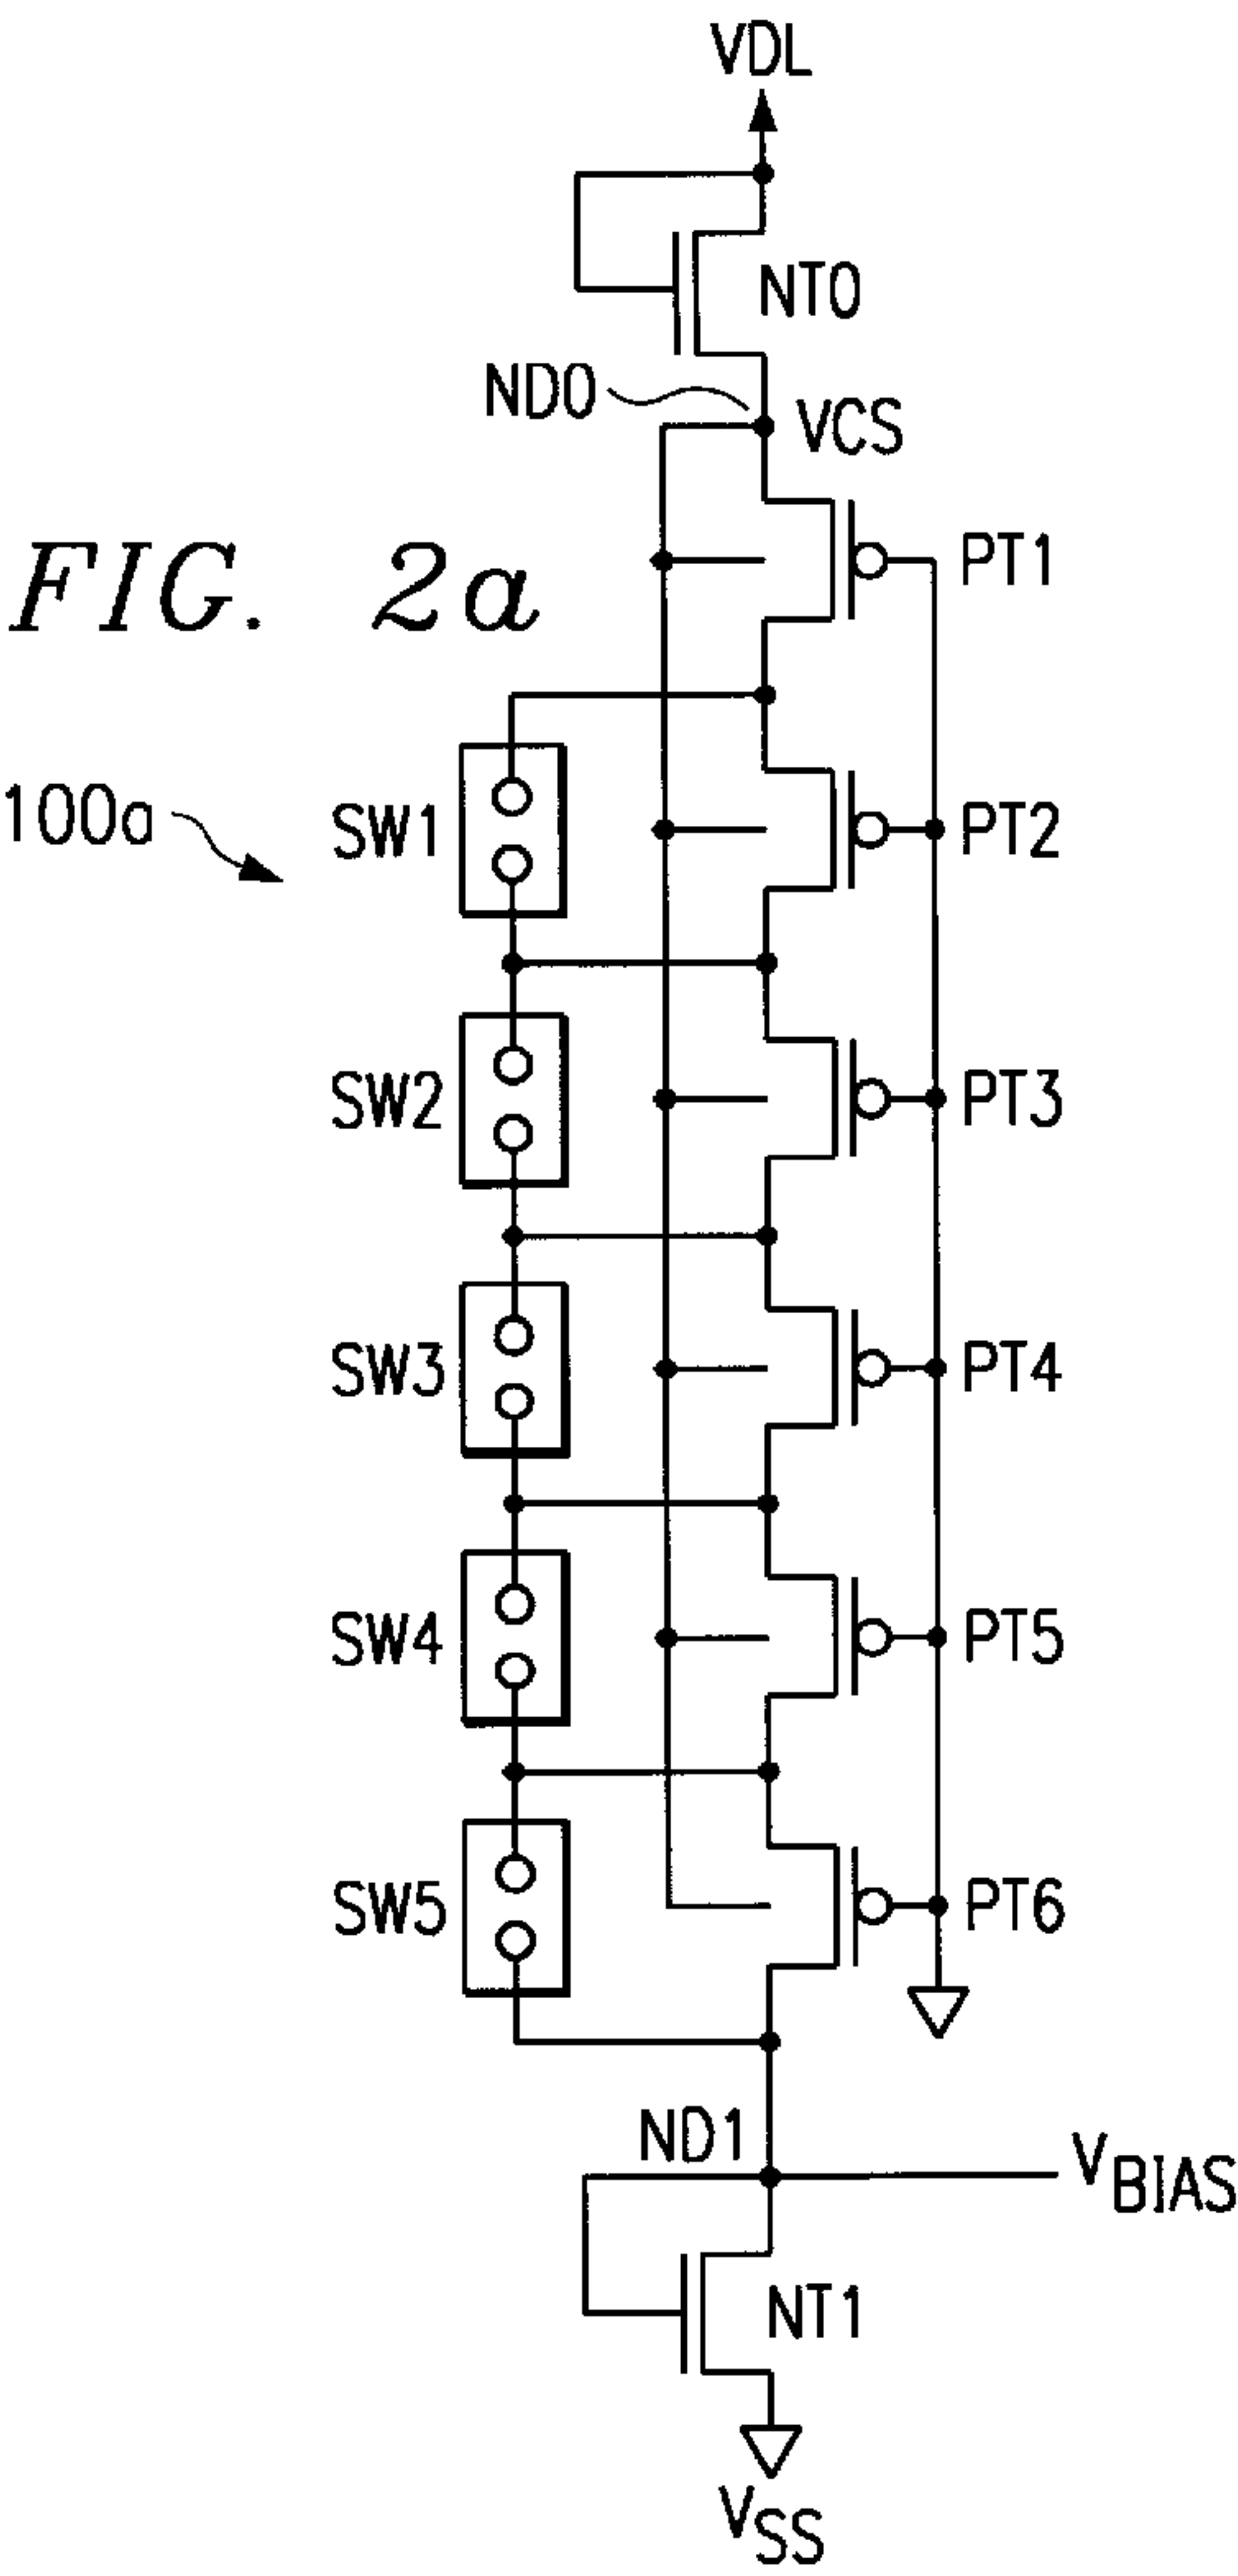 VDL
NT0
ND0
VCS
FIG. 2a
PT1
100a
SW1
PT2
SW2
PT3
SW3
PT4
SW4
PT5
SW5
PT6
ND1
VBIAS
NT1
VSS